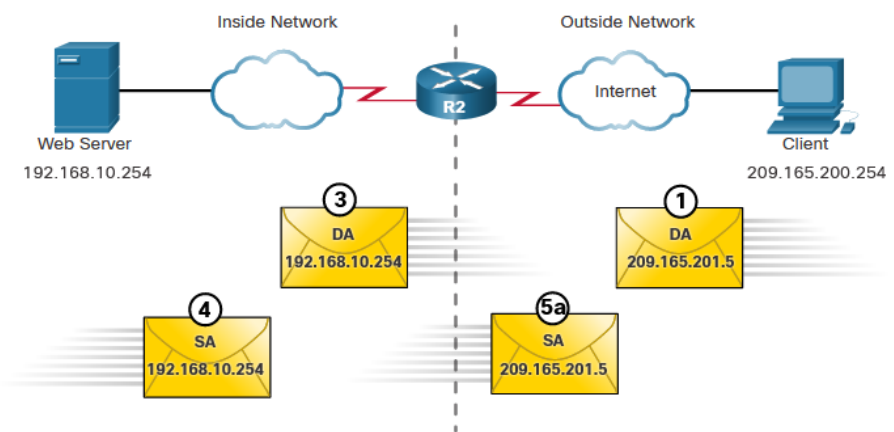 Inside Network
Outside Network
R2
Internet
Web Server
192.168.10.254
Client
209.165.200.254
3
DA
192.168.10.254
1
DA
209.165.201.5
4
SA
192.168.10.254
5a
SA
209.165.201.5